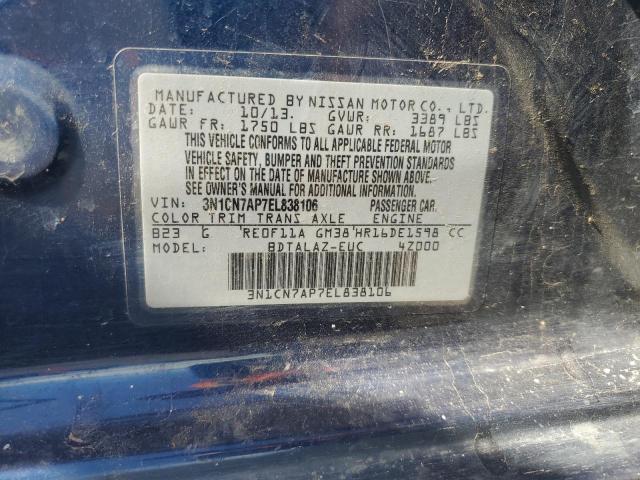 MANUFACTURED BY NISSAN MOTOR CO., LTD.
DATE: 10/13. GVWR: 3389 LBS
GAWR FR: 1750 LBS GAWR RR: 1687 LBS
THIS VEHICLE CONFORMS TO ALL APPLICABLE FEDERAL MOTOR
VEHICLE SAFETY, BUMPER AND THEFT PREVENTION STANDARDS
IN EFFECT ON THE DATE OF MANUFACTURE SHOWN ABOVE.
SEE OWNER'S MANUAL FOR ADDITIONAL INFORMATION.
VIN: 3N1CN7AP7EL838106 PASSENGER CAR.
COLOR TRIM TRANS AXLE ENGINE
B23 G RE0F11A GM38 HR16DE1598 CC
MODEL: BDTALAZ-EUC 4Z000
3N1CN7AP7EL838106